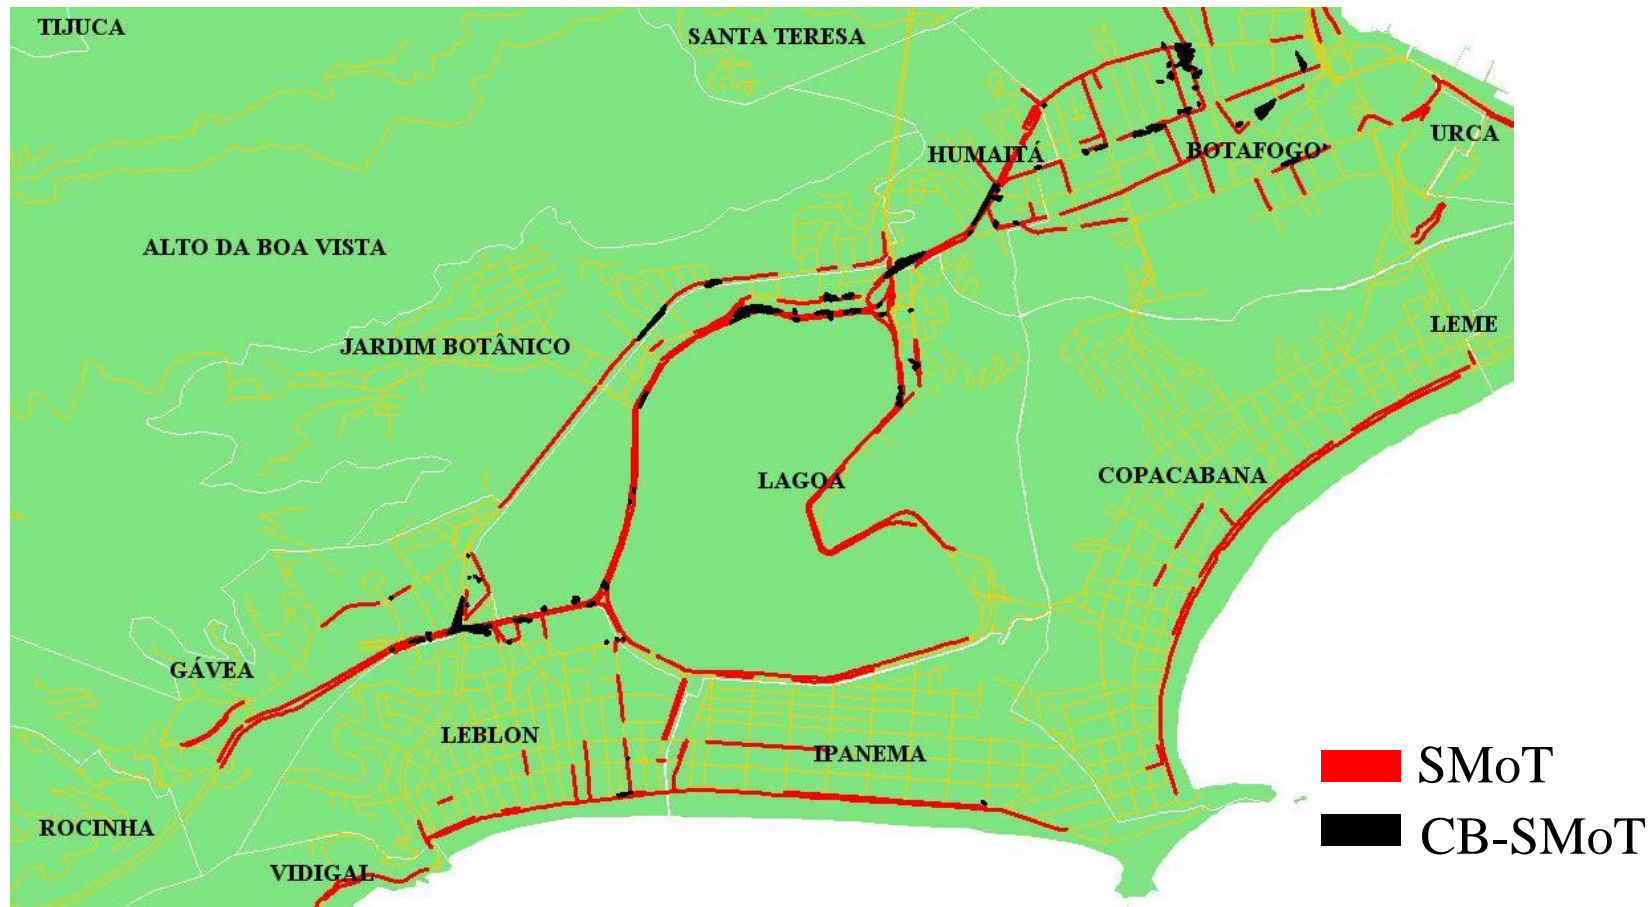 TIJUCA
SANTA TERESA
URCA
HUMAITÁ
BOTAFOGO
ALTO DA BOA VISTA
LEME
JARDIM BOTÂNICO
LAGOA
COPACABANA
GÁVEA
LEBLON
IPANEMA
SMoT
ROCINHA
CB-SMoT
VIDIGAL